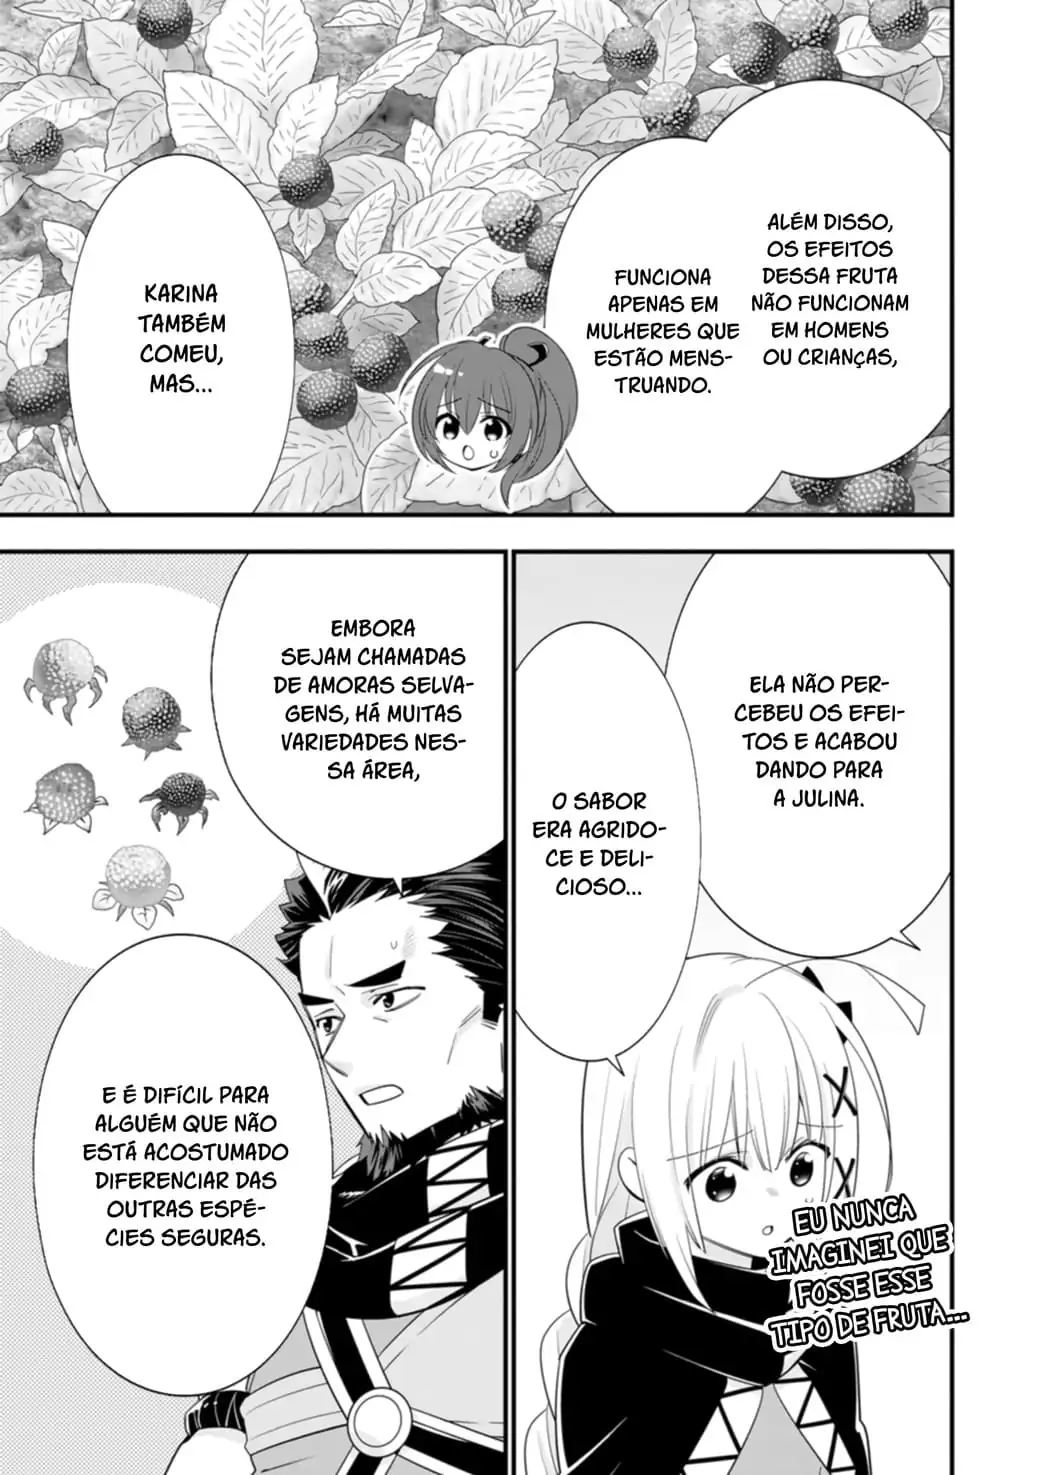 ALÉM DISSO,
OS EFEITOS
DESSA FRUTA
NÃO FUNCIONAM
EM HOMENS
OU CRIANÇAS,
FUNCIONA
APENAS EM
MULHERES QUE
ESTÃO MENS-
TRUANDO.
KARINA
TAMBÉM
COMEU,
MAS...
ELA NÃO PER-
CEBEU OS EFEI-
TOS E ACABOU
DANDO PARA
A JULINA.
O SABOR
ERA AGRIDO-
CE E DELI-
CIOSO...
EU NUNCA
IMAGINEI QUE
FOSSE ESSE
TIPO DE FRUTA...
EMBORA
SEJAM CHAMADAS
DE AMORAS SELVA-
GENS, HÁ MUITAS
VARIEDADES NES-
SA ÁREA,
E É DIFÍCIL PARA
ALGUÉM QUE NÃO
ESTÁ ACOSTUMADO
DIFERENCIAR DAS
OUTRAS ESPÉ-
CIES SEGURAS.